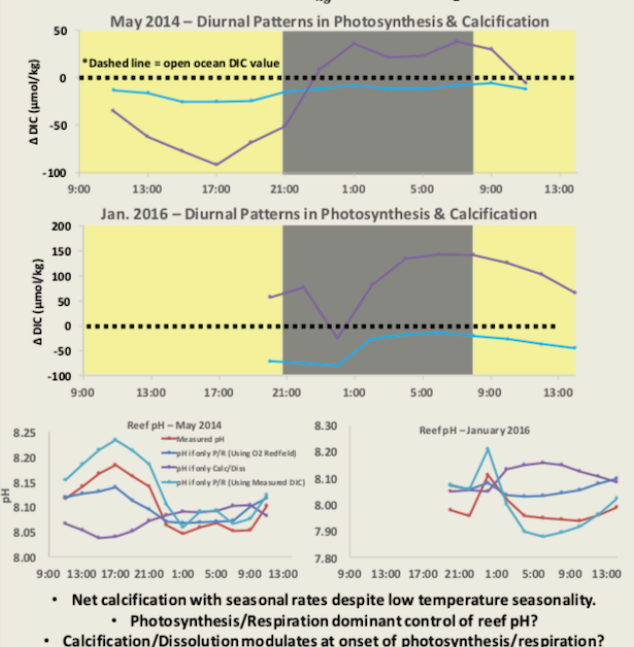 May 2014 – Diurnal Patterns in Photosynthesis & Calcification
50
*Dashed line = open ocean DIC value
0
-50
-100
Δ DIC (μmol/kg)
9:00 13:00 17:00 21:00 1:00 5:00 9:00 13:00
Jan. 2016 – Diurnal Patterns in Photosynthesis & Calcification
200
150
100
50
0
-50
-100
Δ DIC (μmol/kg)
9:00 13:00 17:00 21:00 1:00 5:00 9:00 13:00
Reef pH – May 2014
Measured pH
pH if only P/R (Using O2 Redfield)
pH if only Calc/Diss
pH if only P/R (Using Measured DIC)
8.25
8.20
8.15
8.10
8.05
8.00
pH
9:00 13:00 17:00 21:00 1:00 5:00 9:00 13:00
Reef pH – January 2016
8.30
8.20
8.10
8.00
7.90
7.80
9:00 13:00 17:00 21:00 1:00 5:00 9:00 13:00
• Net calcification with seasonal rates despite low temperature seasonality.
• Photosynthesis/Respiration dominant control of reef pH?
• Calcification/Dissolution modulates at onset of photosynthesis/respiration?